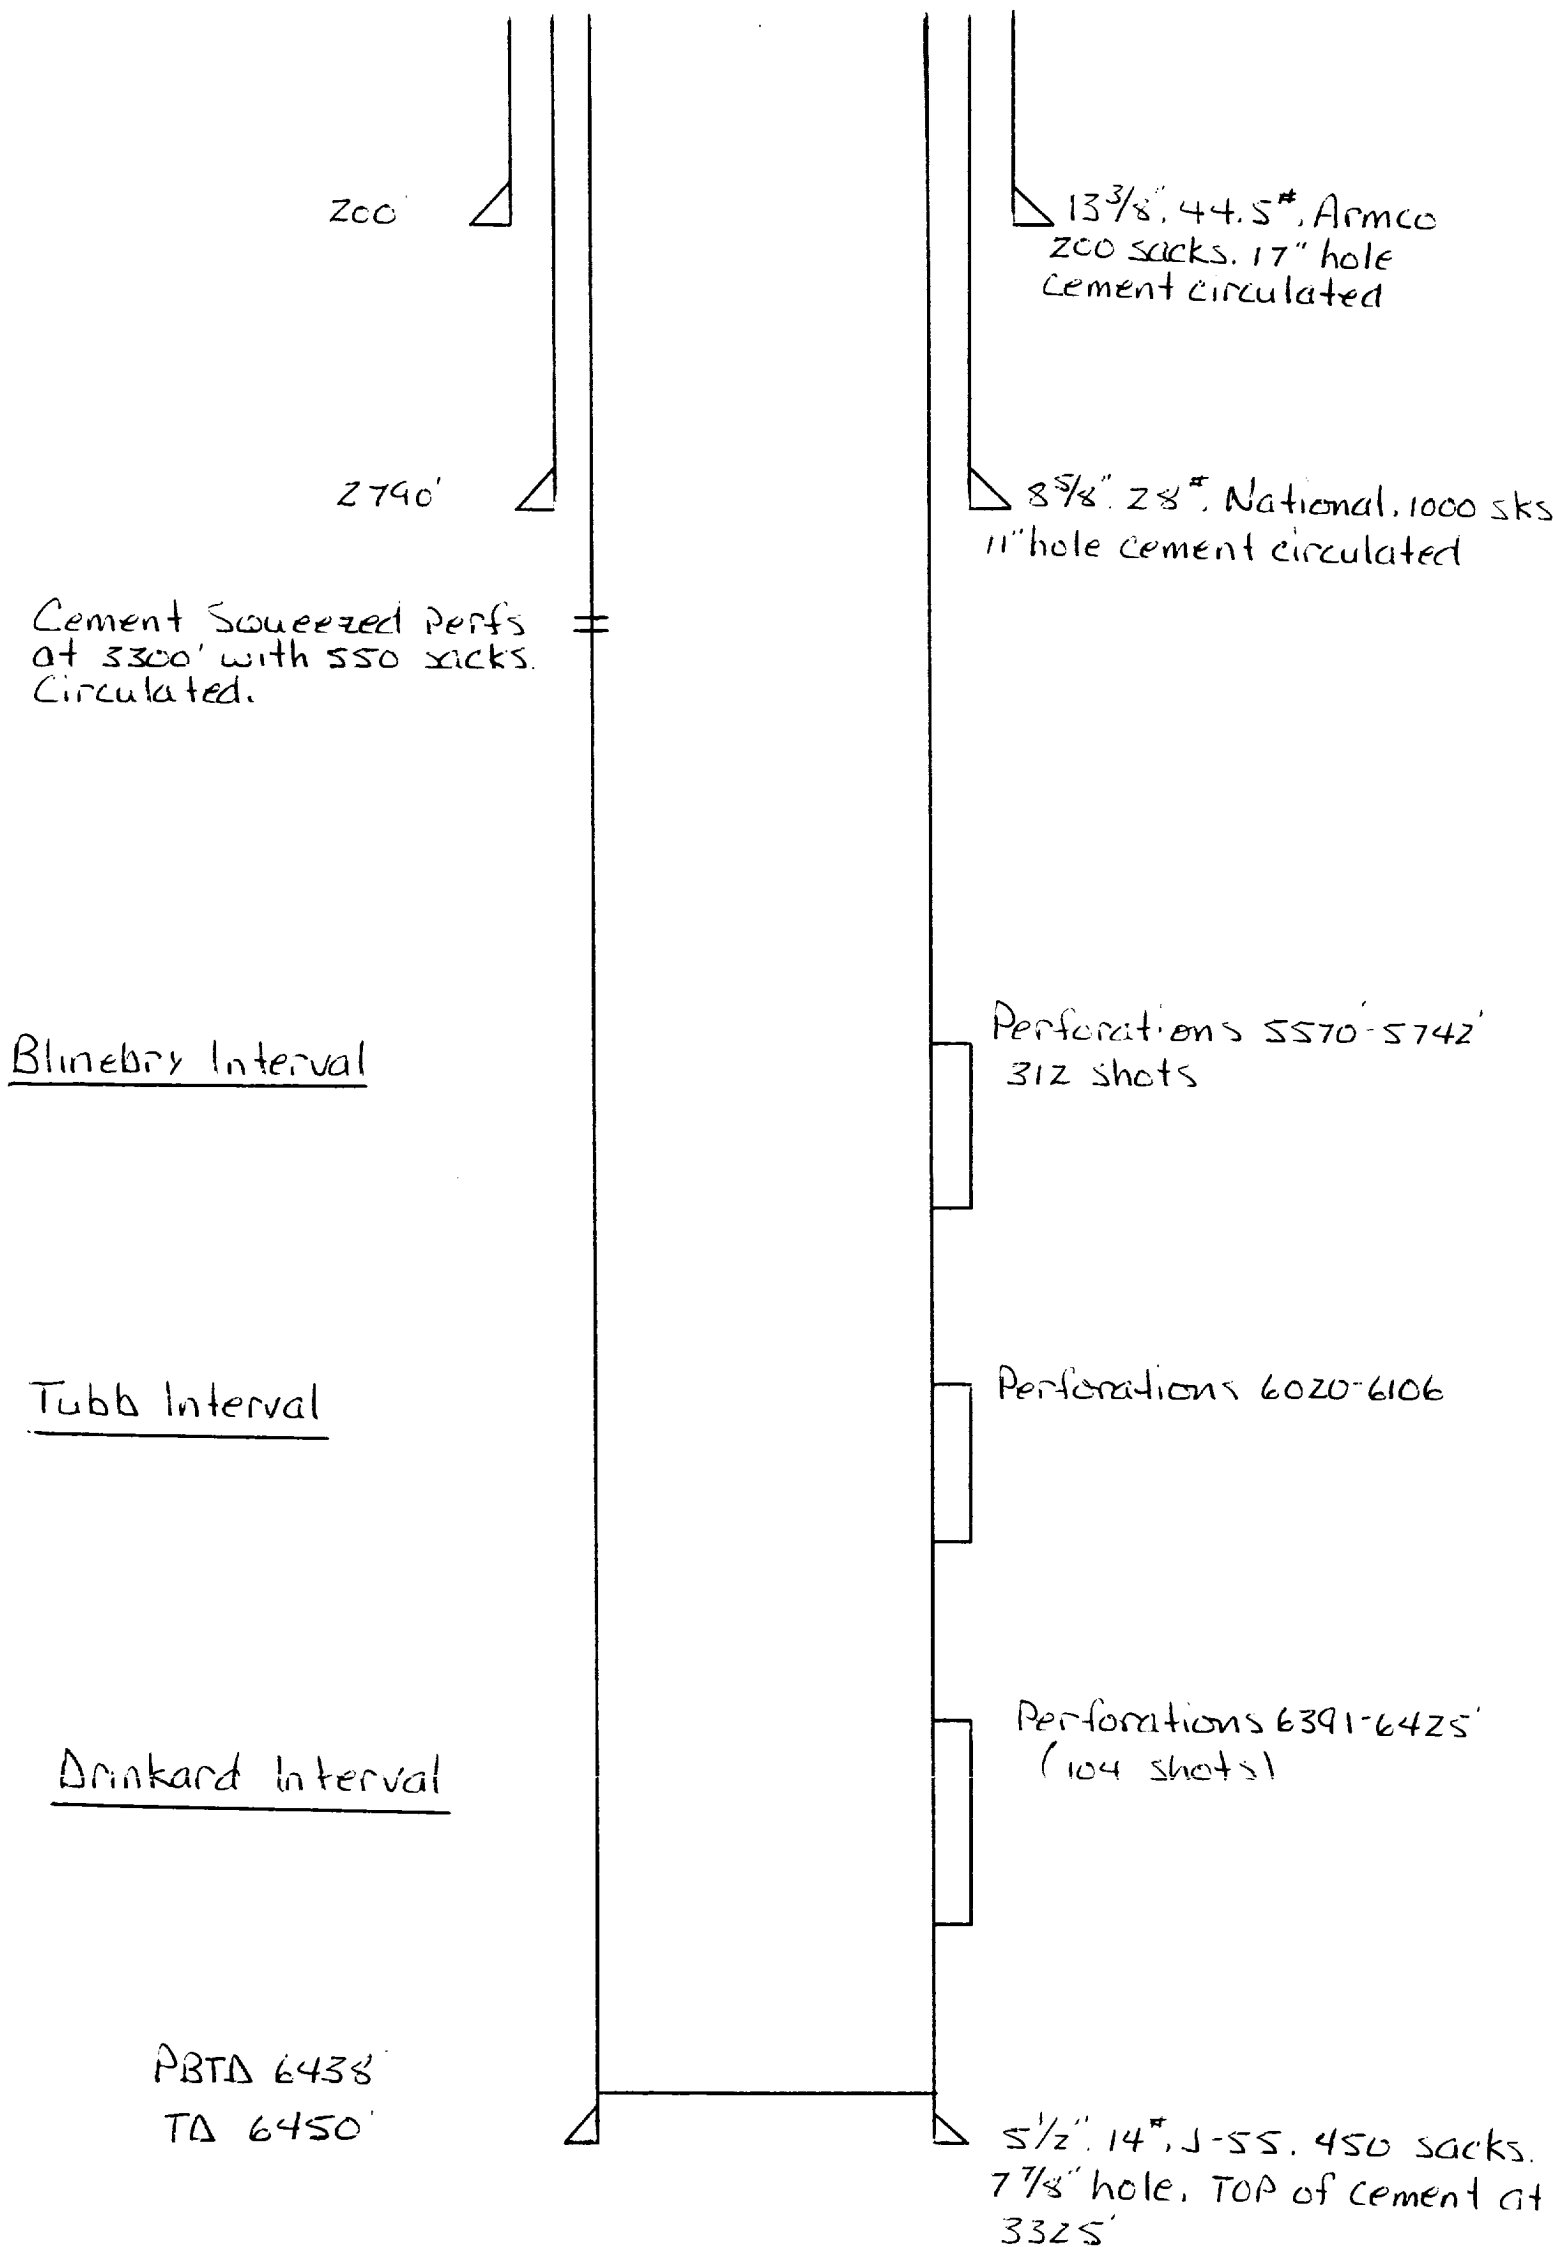 200'
13 3/8", 44.5#, Armco
200 sacks. 17" hole
Cement circulated
2790'
8 5/8". 28#. National, 1000 sks
11" hole cement circulated
Cement Squeezed Perfs
at 3300' with 550 sacks.
Circulated.
Blinebry Interval
Perforations 5570'-5742'
312 shots
Tubb Interval
Perforations 6020-6106
Drinkard Interval
Perforations 6391-6425'
(104 shots)
PBTD 6438'
TD 6450'
5 1/2". 14#, J-55. 450 sacks.
7 7/8" hole. TOP of cement at
3325'